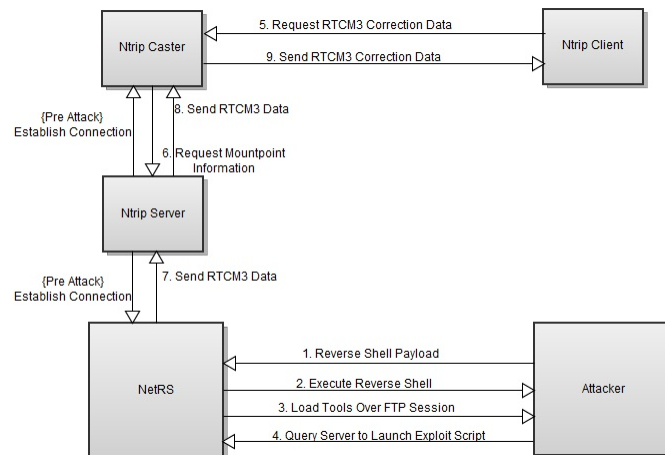 5. Request RTCM3 Correction Data
Ntrip Caster
Ntrip Client
9. Send RTCM3 Correction Data
{Pre Attack}
Establish Connection
8. Send RTCM3 Data
6. Request Mountpoint
Information
Ntrip Server
{Pre Attack}
Establish Connection
7. Send RTCM3 Data
1. Reverse Shell Payload
NetRS
2. Execute Reverse Shell
Attacker
3. Load Tools Over FTP Session
4. Query Server to Launch Exploit Script